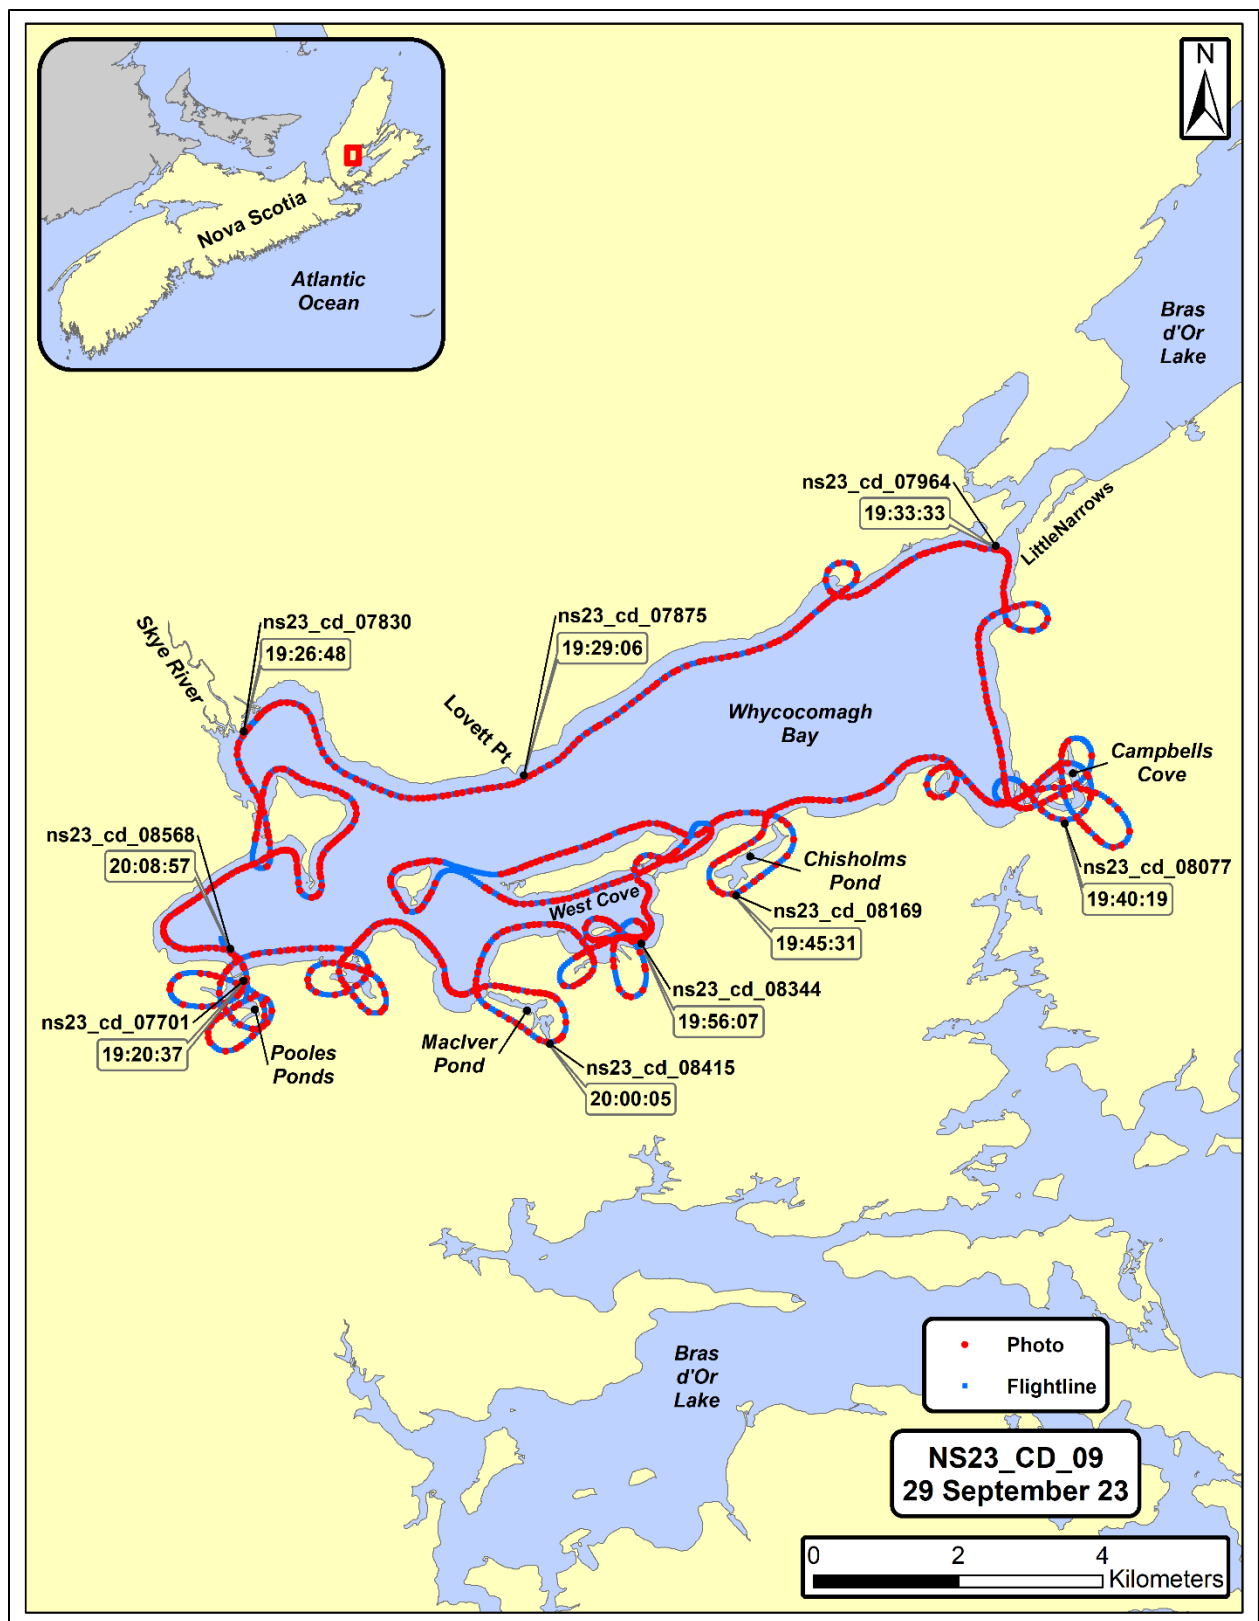 N
Nova Scotia
Atlantic
Ocean
Bras
d'Or
Lake
ns23_cd_07964
19:33:33
LittleNarrows
ns23_cd_07830
19:26:48
ns23_cd_07875
19:29:06
Skye River
Lovett Pt
Whycocomagh
Bay
Campbells
Cove
ns23_cd_08568
20:08:57
Chisholms
Pond
ns23_cd_08077
19:40:19
West Cove
ns23_cd_08169
19:45:31
ns23_cd_08344
19:56:07
ns23_cd_07701
19:20:37
Pooles
Ponds
MacIver
Pond
ns23_cd_08415
20:00:05
Bras
d'Or
Lake
Photo
Flightline
NS23_CD_09
29 September 23
0 2 4
Kilometers